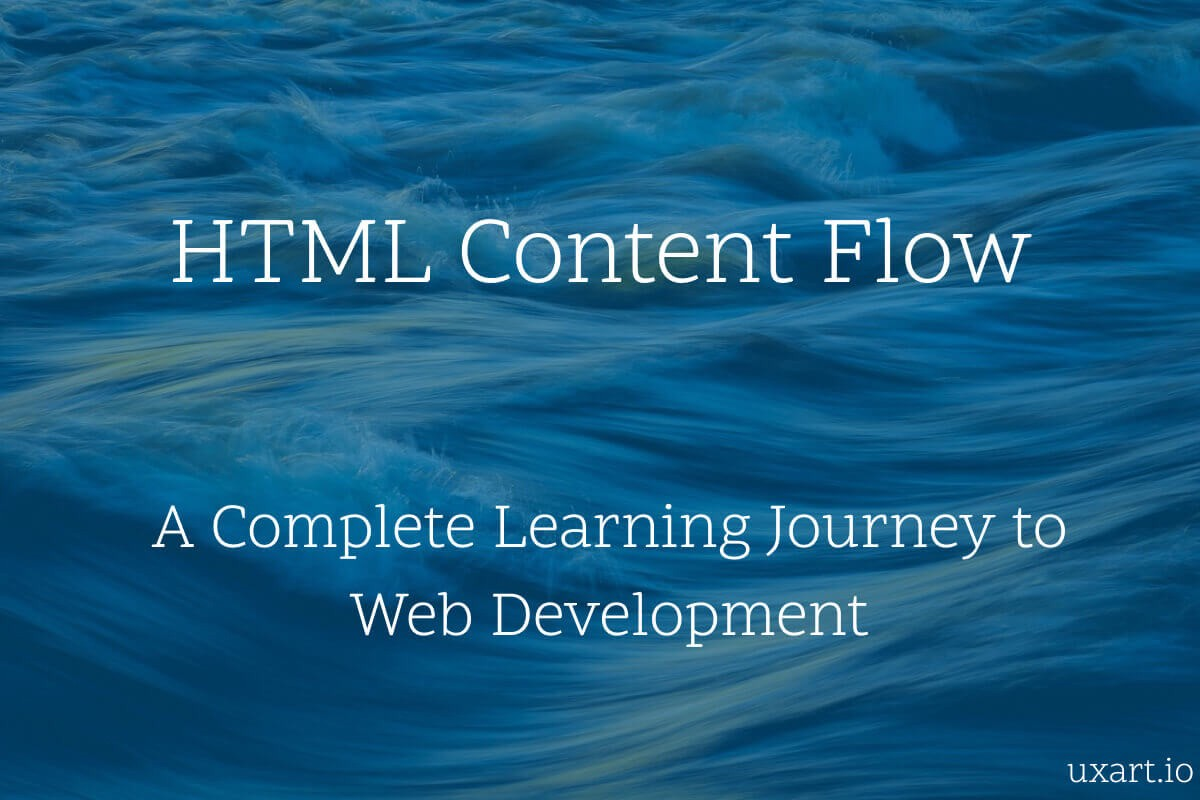 HTML Content Flow
A Complete Learning Journey to
Web Development
uxart.io